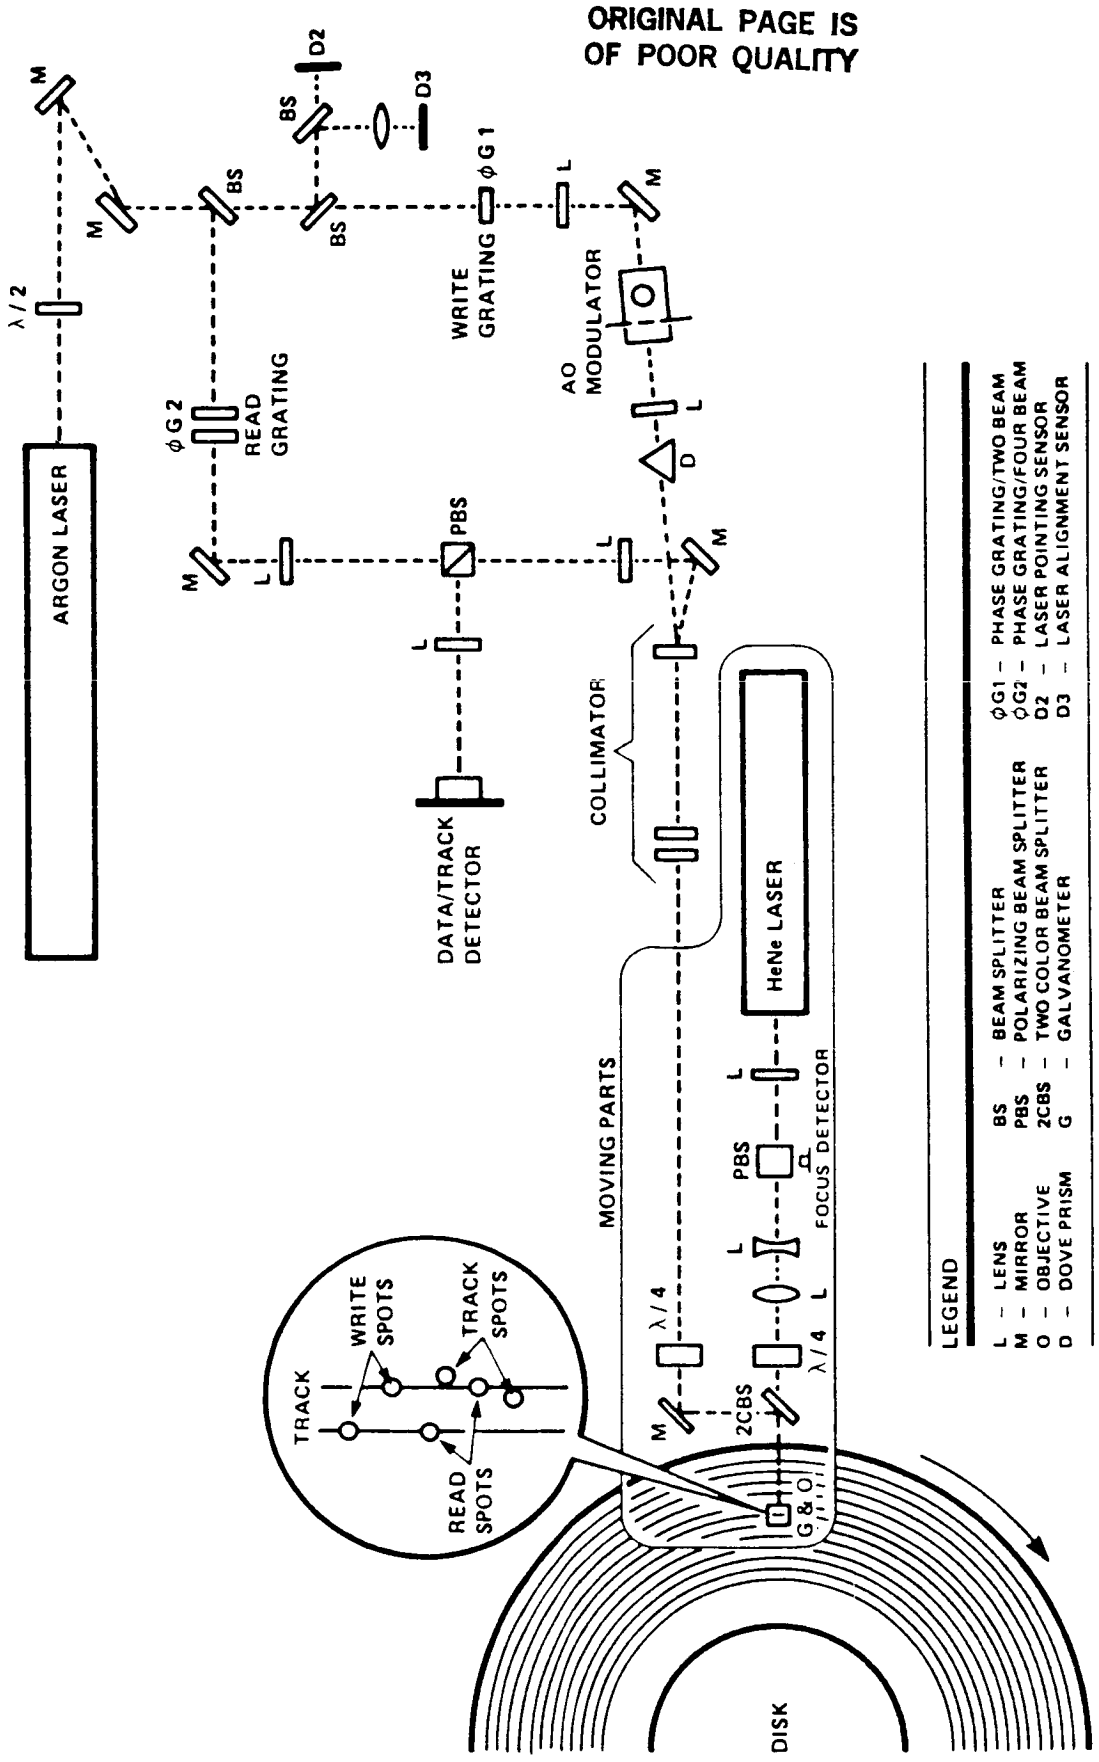 ORIGINAL PAGE IS
OF POOR QUALITY
ARGON LASER
λ/2
M
M
BS
BS
BS
D2
D3
φG2
READ
GRATING
WRITE
GRATING
φG1
L
M
AO
MODULATOR
L
D
M
L
PBS
L
M
L
DATA/TRACK
DETECTOR
COLLIMATOR
MOVING PARTS
HeNe LASER
L
PBS
FOCUS DETECTOR
L
L
λ/4
λ/4
M
2CBS
G & O
DISK
TRACK
WRITE
SPOTS
READ
SPOTS
TRACK
SPOTS
LEGEND
L – LENS
M – MIRROR
O – OBJECTIVE
D – DOVE PRISM
BS – BEAM SPLITTER
PBS – POLARIZING BEAM SPLITTER
2CBS – TWO COLOR BEAM SPLITTER
G – GALVANOMETER
φG1 – PHASE GRATING/TWO BEAM
φG2 – PHASE GRATING/FOUR BEAM
D2 – LASER POINTING SENSOR
D3 – LASER ALIGNMENT SENSOR